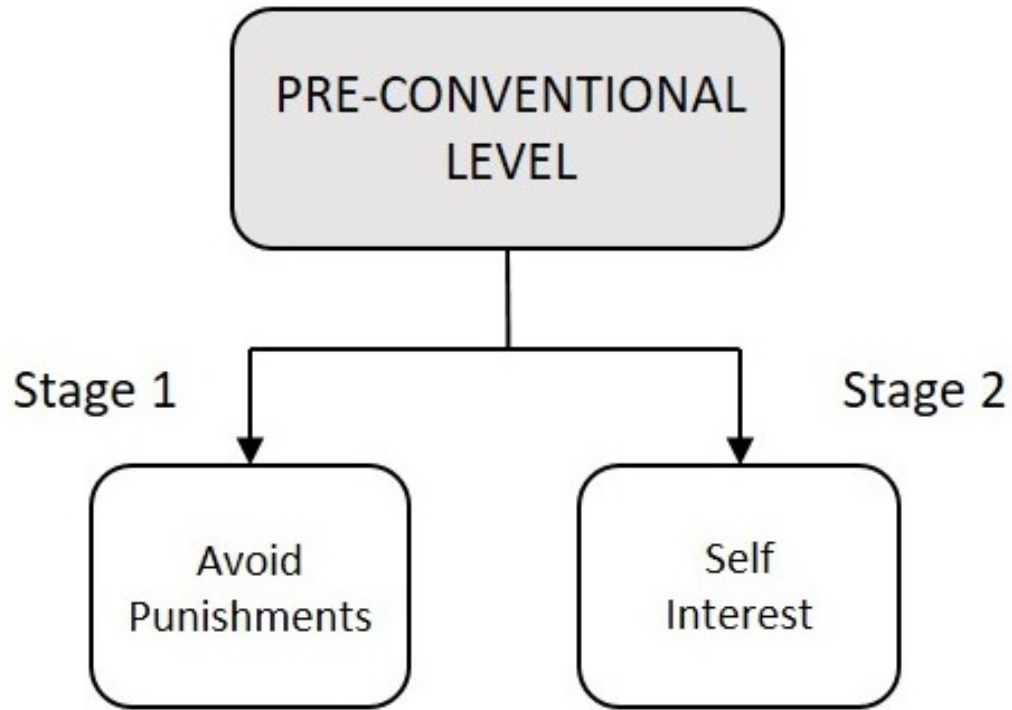 PRE-CONVENTIONAL
LEVEL
Stage 1
Stage 2
Avoid
Punishments
Self
Interest